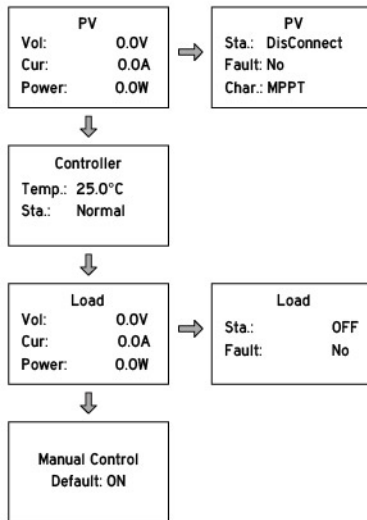 PV
Vol: 0.0V
Cur: 0.0A
Power: 0.0W
PV
Sta.: DisConnect
Fault: No
Char.: MPPT
Controller
Temp.: 25.0°C
Sta.: Normal
Load
Vol: 0.0V
Cur: 0.0A
Power: 0.0W
Load
Sta.: OFF
Fault: No
Manual Control
Default: ON